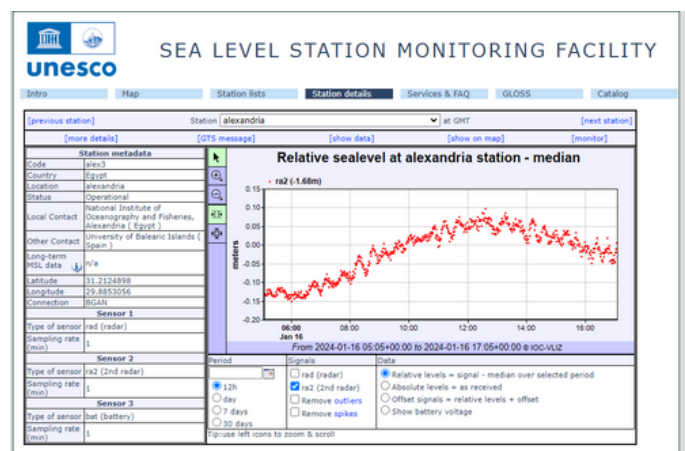 unesco
SEA LEVEL STATION MONITORING FACILITY
Intro Map Station lists Station details Services & FAQ GLOSS Catalog
[previous station] Station alexandria at GMT [next station]
[more details] [GTS message] [show data] [show on map] [monitor]
Station metadata
Code alex3
Country Egypt
Location alexandria
Status Operational
Local Contact National Institute of Oceanography and Fisheries, Alexandria ( Egypt )
Other Contact University of Balearic Islands ( Spain )
Long-term MSL data n/a
Latitude 31.2124898
Longitude 29.8853056
Connection BGAN
Sensor 1
Type of sensor rad (radar)
Sampling rate (min) 1
Sensor 2
Type of sensor ra2 (2nd radar)
Sampling rate (min) 1
Sensor 3
Type of sensor bat (battery)
Sampling rate (min) 1
Relative sealevel at alexandria station - median
ra2 (-1.68m)
meters
0.15
0.10
0.05
0.00
-0.05
-0.10
-0.15
-0.20
06:00 08:00 10:00 12:00 14:00 16:00
Jan 16
From 2024-01-16 05:05+00:00 to 2024-01-16 17:05+00:00 © IOC-VLIZ
Period
12h
day
7 days
30 days
Signals
rad (radar)
ra2 (2nd radar)
Remove outliers
Remove spikes
Data
Relative levels = signal - median over selected period
Absolute levels = as received
Offset signals = relative levels + offset
Show battery voltage
Tip:use left icons to zoom & scroll